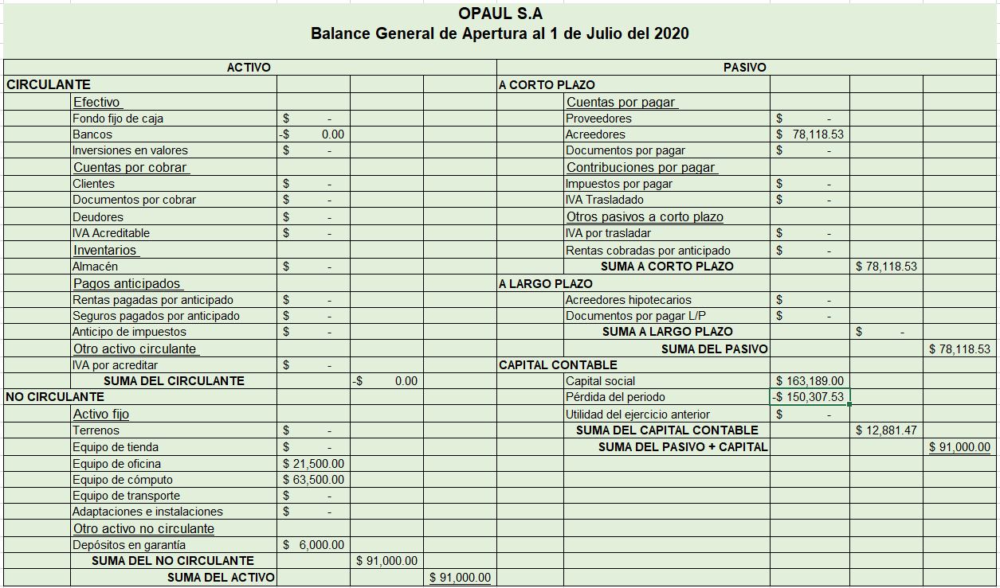 OPAUL S.A
Balance General de Apertura al 1 de Julio del 2020
ACTIVO
CIRCULANTE
Efectivo
Fondo fijo de caja $ -
Bancos -$ 0.00
Inversiones en valores $ -
Cuentas por cobrar
Clientes $ -
Documentos por cobrar $ -
Deudores $ -
IVA Acreditable $ -
Inventarios
Almacén $ -
Pagos anticipados
Rentas pagadas por anticipado $ -
Seguros pagados por anticipado $ -
Anticipo de impuestos $ -
Otro activo circulante
IVA por acreditar $ -
SUMA DEL CIRCULANTE -$ 0.00
NO CIRCULANTE
Activo fijo
Terrenos $ -
Equipo de tienda $ -
Equipo de oficina $ 21,500.00
Equipo de cómputo $ 63,500.00
Equipo de transporte $ -
Adaptaciones e instalaciones $ -
Otro activo no circulante
Depósitos en garantía $ 6,000.00
SUMA DEL NO CIRCULANTE $ 91,000.00
SUMA DEL ACTIVO $ 91,000.00
PASIVO
A CORTO PLAZO
Cuentas por pagar
Proveedores $ -
Acreedores $ 78,118.53
Documentos por pagar $ -
Contribuciones por pagar
Impuestos por pagar $ -
IVA Trasladado $ -
Otros pasivos a corto plazo
IVA por trasladar $ -
Rentas cobradas por anticipado $ -
SUMA A CORTO PLAZO $ 78,118.53
A LARGO PLAZO
Acreedores hipotecarios $ -
Documentos por pagar L/P $ -
SUMA A LARGO PLAZO $ -
SUMA DEL PASIVO $ 78,118.53
CAPITAL CONTABLE
Capital social $ 163,189.00
Pérdida del periodo -$ 150,307.53
Utilidad del ejercicio anterior $ -
SUMA DEL CAPITAL CONTABLE $ 12,881.47
SUMA DEL PASIVO + CAPITAL $ 91,000.00